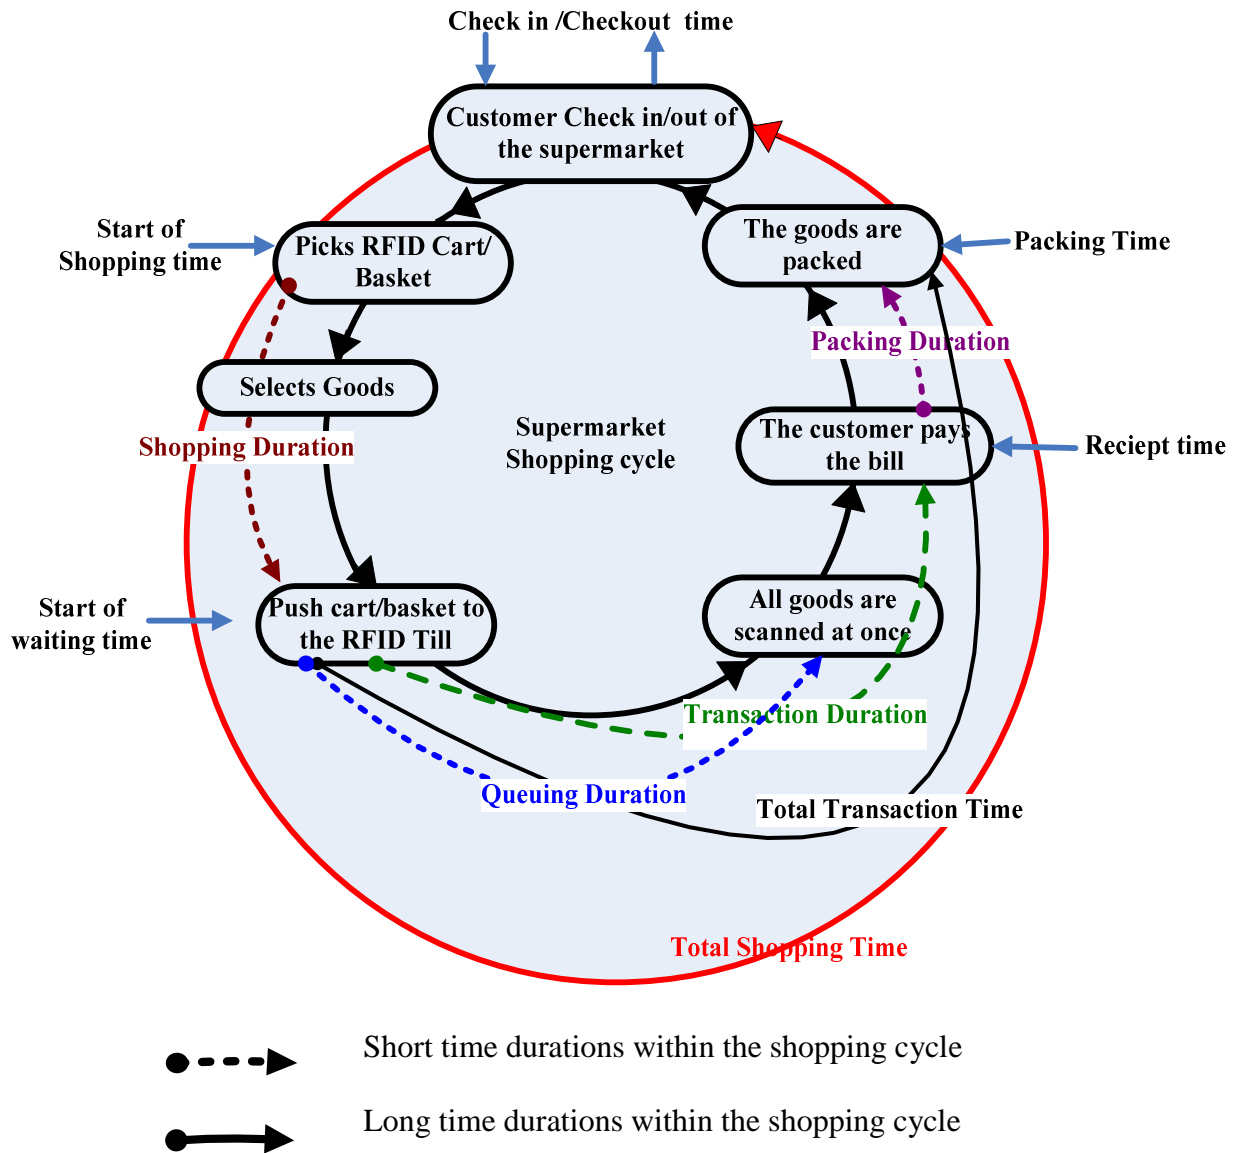 Check in /Checkout  time
Customer Check in/out of
the supermarket
Start of
Shopping time
Picks RFID Cart/
Basket
The goods are
packed
Packing Time
Packing Duration
Selects Goods
Shopping Duration
Supermarket
Shopping cycle
The customer pays
the bill
Reciept time
Start of
waiting time
Push cart/basket to
the RFID Till
All goods are
scanned at once
Transaction Duration
Queuing Duration
Total Transaction Time
Total Shopping Time
Short time durations within the shopping cycle
Long time durations within the shopping cycle